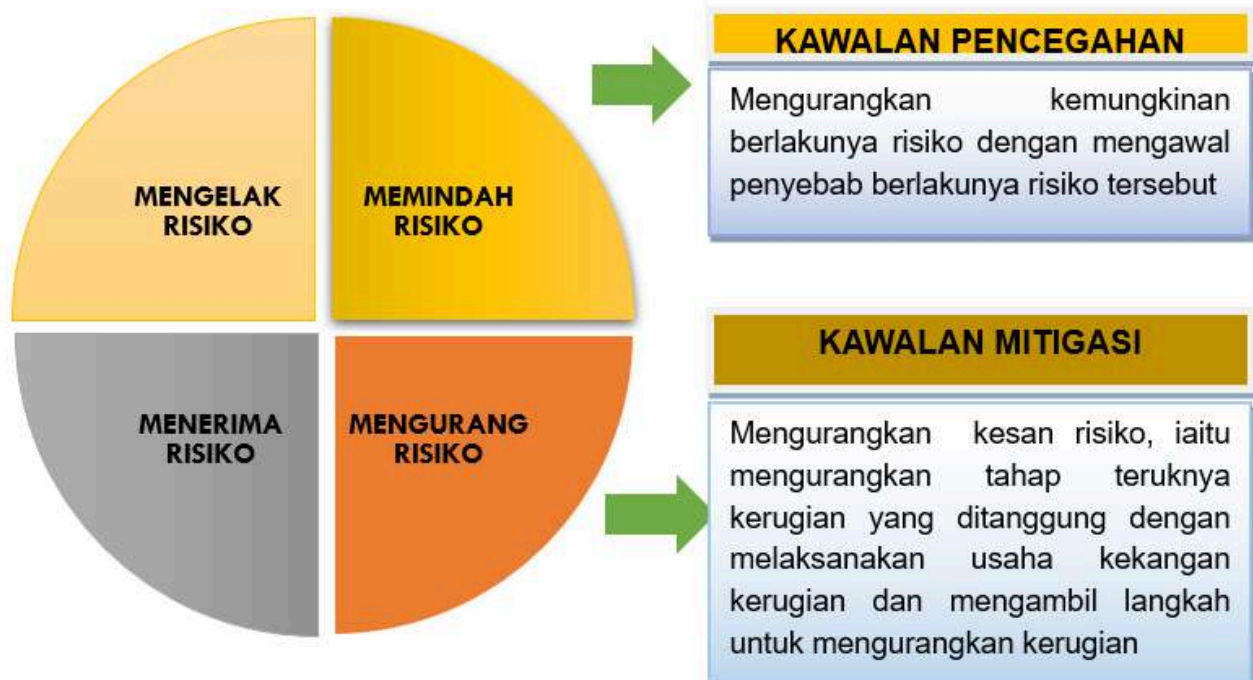 MENGELAK
RISIKO
MEMINDAH
RISIKO
MENERIMA
RISIKO
MENGURANG
RISIKO
KAWALAN PENCEGAHAN
Mengurangkan kemungkinan
berlakunya risiko dengan mengawal
penyebab berlakunya risiko tersebut
KAWALAN MITIGASI
Mengurangkan kesan risiko, iaitu
mengurangkan tahap teruknya
kerugian yang ditanggung dengan
melaksanakan usaha kekangan
kerugian dan mengambil langkah
untuk mengurangkan kerugian